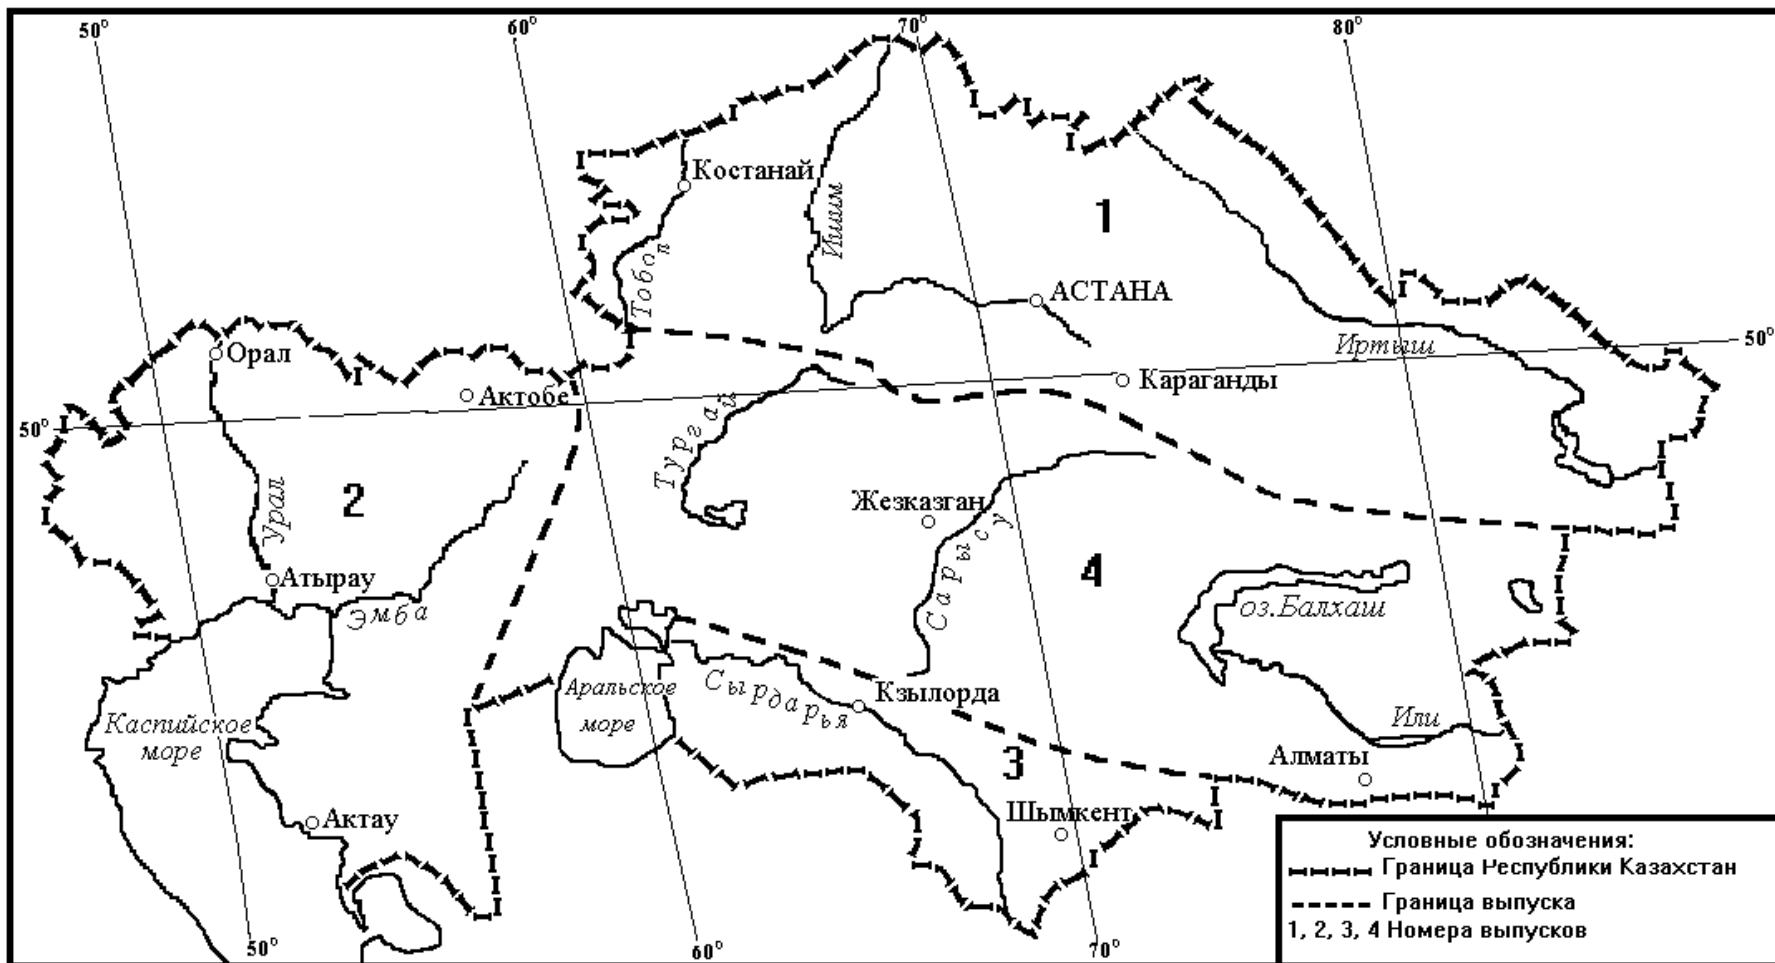 50°
60°
70°
80°
Костанай
1
Ишим
Тобол
АСТАНА
Орал
Иртыш
50°
Актобе
Караганды
50°
Тургай
2
Урал
Жезказган
Сарысу
4
Атырау
Эмба
оз.Балхаш
Аральское
море
Сырдарья
Кзылорда
Каспийское
море
Или
3
Алматы
Актау
Шымкент
50°
60°
70°
Условные обозначения:
Граница Республики Казахстан
Граница выпуска
1, 2, 3, 4 Номера выпусков